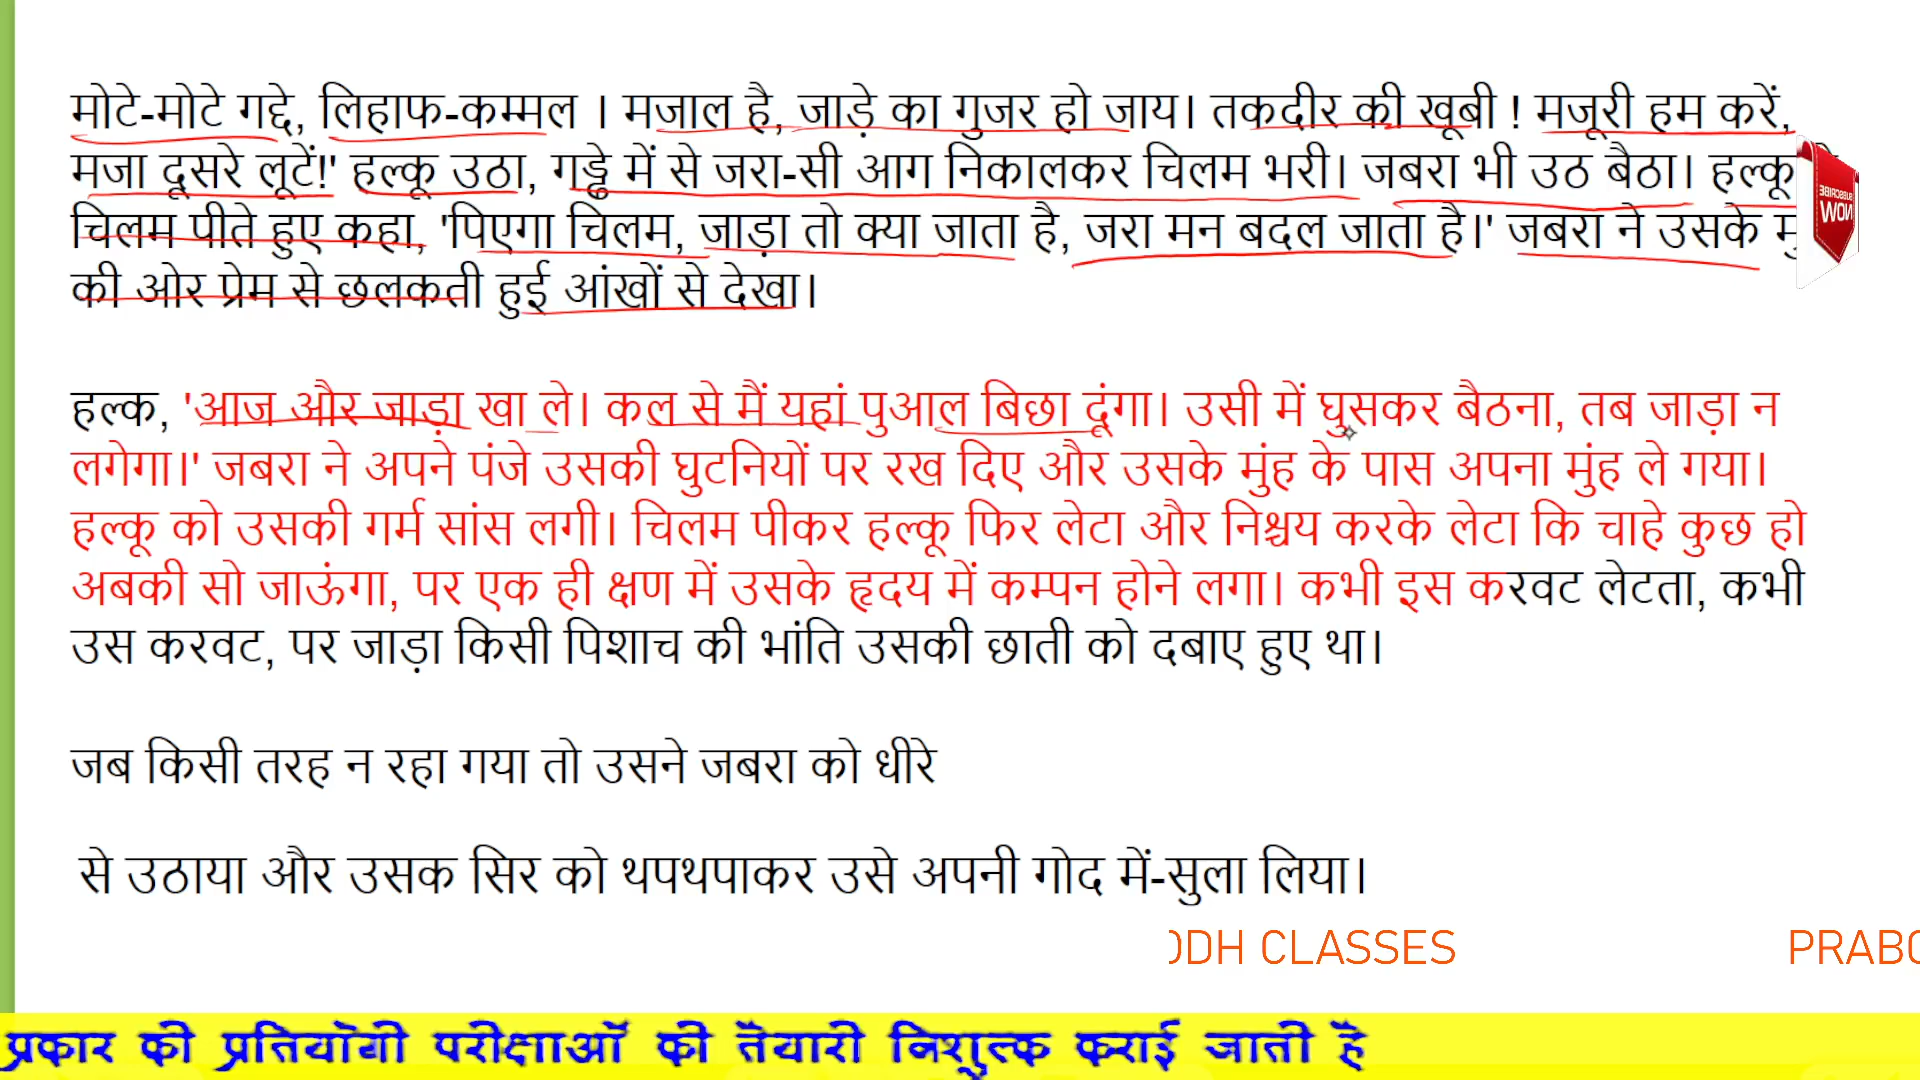 मोटे-मोटे गद्दे, लिहाफ-कम्मल । मजाल है, जाड़े का गुजर हो जाय। तकदीर की खूबी ! मजूरी हम करें,
मजा दूसरे लूटें!' हल्कू उठा, गड्ढे में से जरा-सी आग निकालकर चिलम भरी। जबरा भी उठ बैठा। हल्कू
चिलम पीते हुए कहा, 'पिएगा चिलम, जाड़ा तो क्या जाता है, जरा मन बदल जाता है।' जबरा ने उसके
की ओर प्रेम से छलकती हुई आंखों से देखा।
हल्क, 'आज और जाड़ा खा ले। कल से मैं यहां पुआल बिछा दूंगा। उसी में घुसकर बैठना, तब जाड़ा न
लगेगा।' जबरा ने अपने पंजे उसकी घुटनियों पर रख दिए और उसके मुंह के पास अपना मुंह ले गया।
हल्कू को उसकी गर्म सांस लगी। चिलम पीकर हल्कू फिर लेटा और निश्चय करके लेटा कि चाहे कुछ हो
अबकी सो जाऊंगा, पर एक ही क्षण में उसके हृदय में कम्पन होने लगा। कभी इस करवट लेटता, कभी
उस करवट, पर जाड़ा किसी पिशाच की भांति उसकी छाती को दबाए हुए था।
जब किसी तरह न रहा गया तो उसने जबरा को धीरे
से उठाया और उसक सिर को थपथपाकर उसे अपनी गोद में-सुला लिया।
SUBSCRIBE
NOW
DDH CLASSES PRABO
प्रकार की प्रतियोगी परीक्षाओं की तैयारी निशुल्क कराई जाती है